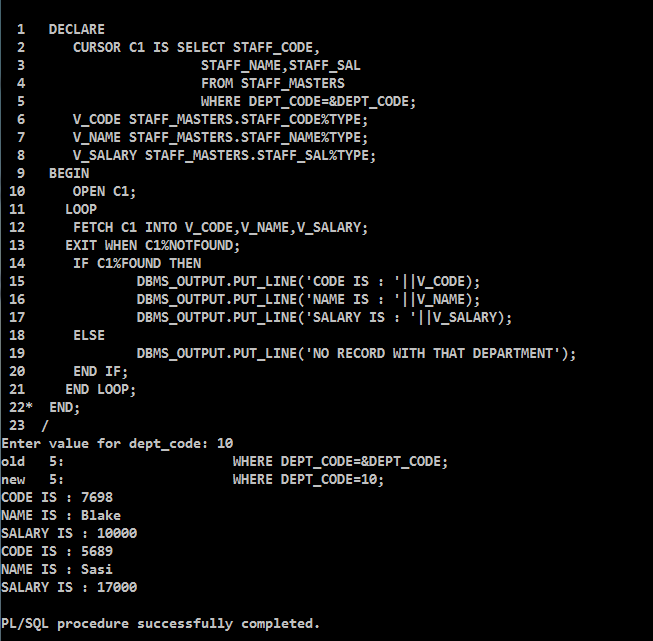 1   DECLARE
2      CURSOR C1 IS SELECT STAFF_CODE,
3                      STAFF_NAME,STAFF_SAL
4                      FROM STAFF_MASTERS
5                      WHERE DEPT_CODE=&DEPT_CODE;
6      V_CODE STAFF_MASTERS.STAFF_CODE%TYPE;
7      V_NAME STAFF_MASTERS.STAFF_NAME%TYPE;
8      V_SALARY STAFF_MASTERS.STAFF_SAL%TYPE;
9   BEGIN
10      OPEN C1;
11     LOOP
12      FETCH C1 INTO V_CODE,V_NAME,V_SALARY;
13     EXIT WHEN C1%NOTFOUND;
14      IF C1%FOUND THEN
15              DBMS_OUTPUT.PUT_LINE('CODE IS : '||V_CODE);
16              DBMS_OUTPUT.PUT_LINE('NAME IS : '||V_NAME);
17              DBMS_OUTPUT.PUT_LINE('SALARY IS : '||V_SALARY);
18      ELSE
19              DBMS_OUTPUT.PUT_LINE('NO RECORD WITH THAT DEPARTMENT');
20      END IF;
21     END LOOP;
22*  END;
23  /
Enter value for dept_code: 10
old   5:                     WHERE DEPT_CODE=&DEPT_CODE;
new   5:                     WHERE DEPT_CODE=10;
CODE IS : 7698
NAME IS : Blake
SALARY IS : 10000
CODE IS : 5689
NAME IS : Sasi
SALARY IS : 17000
PL/SQL procedure successfully completed.